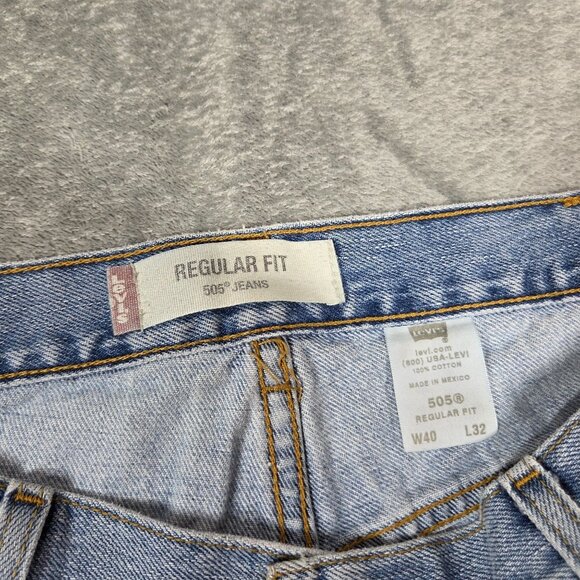 LEVI'S
REGULAR FIT
505® JEANS
Levi's
levi.com
(800) USA-LEVI
100% COTTON
MADE IN MEXICO
505®
REGULAR FIT
W40 L32